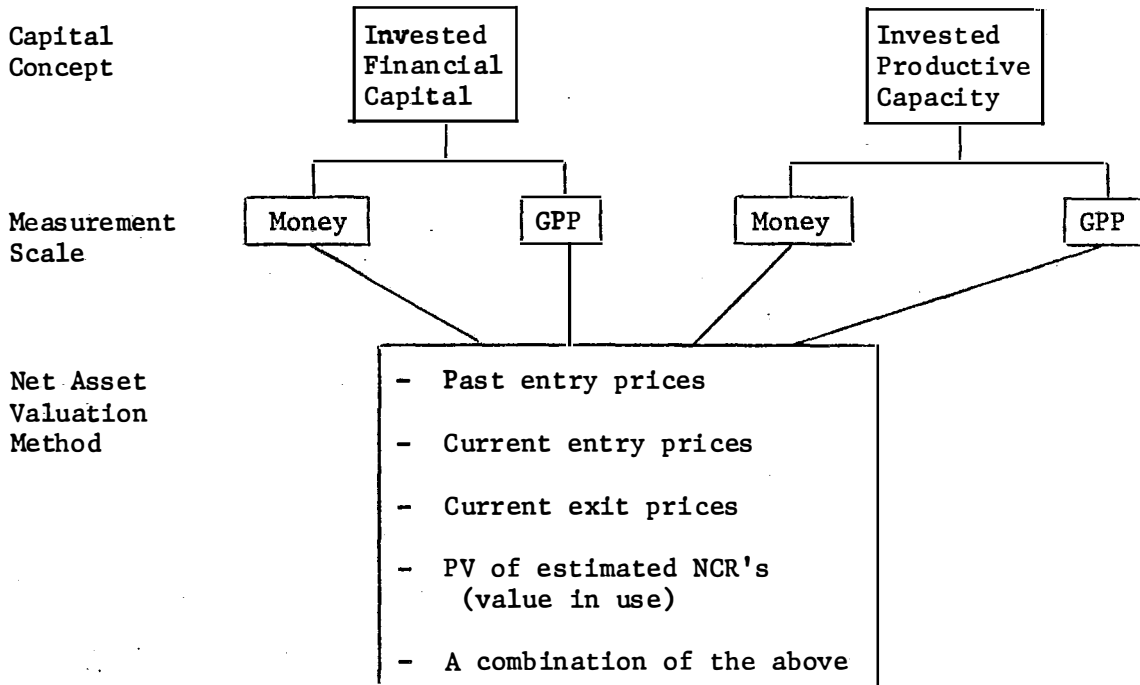 Capital
Concept
Invested
Financial
Capital
Invested
Productive
Capacity
Measurement
Scale
Money
GPP
Money
GPP
Net Asset
Valuation
Method
- Past entry prices
- Current entry prices
- Current exit prices
- PV of estimated NCR's
(value in use)
- A combination of the above